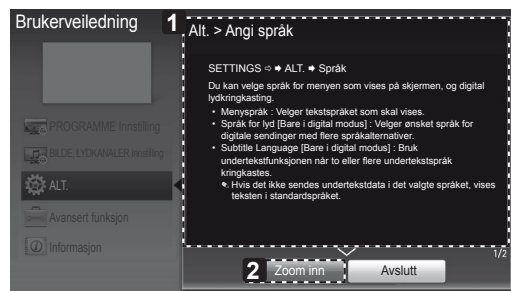 Brukerveiledning
1
Alt. > Angi språk
SETTINGS ⇨ ➧ ALT. ➧ Språk
Du kan velge språk for menyen som vises på skjermen, og digital
lydkringkasting.
• Menyspråk : Velger tekstspråket som skal vises.
• Språk for lyd [Bare i digital modus] : Velger ønsket språk for
digitale sendinger med flere språkalternativer.
• Subtitle Language [Bare i digital modus] : Bruk
undertekstfunksjonen når to eller flere undertekstspråk
kringkastes.
Hvis det ikke sendes undertekstdata i det valgte språket, vises
teksten i standardspråket.
PROGRAMME Innstilling
BILDE, LYDKANALER Innstilling
ALT.
Avansert funksjon
Informasjon
1/2
2
Zoom inn
Avslutt